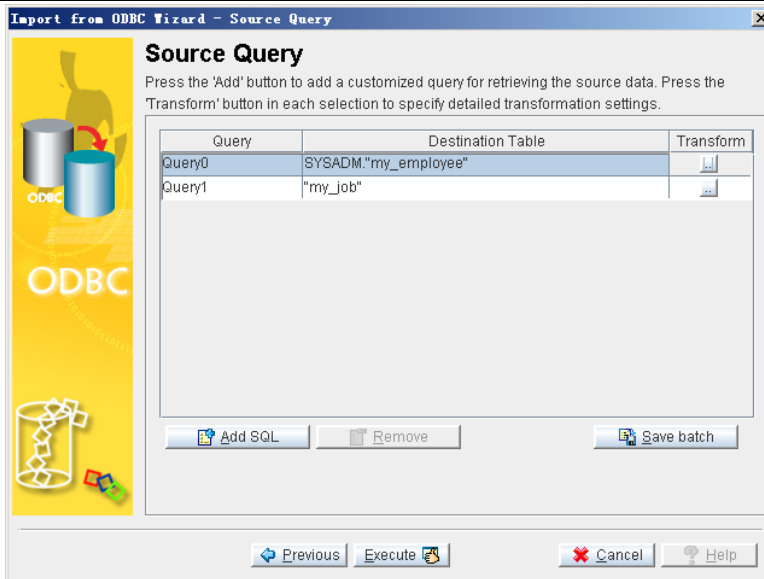 Import from ODBC Wizard - Source Query
Source Query
Press the 'Add' button to add a customized query for retrieving the source data. Press the
'Transform' button in each selection to specify detailed transformation settings.
Query Destination Table Transform
Query0 SYSADM."my_employee" ..
Query1 "my_job" ..
ODBC
ODBC
Add SQL Remove Save batch
Previous Execute Cancel Help